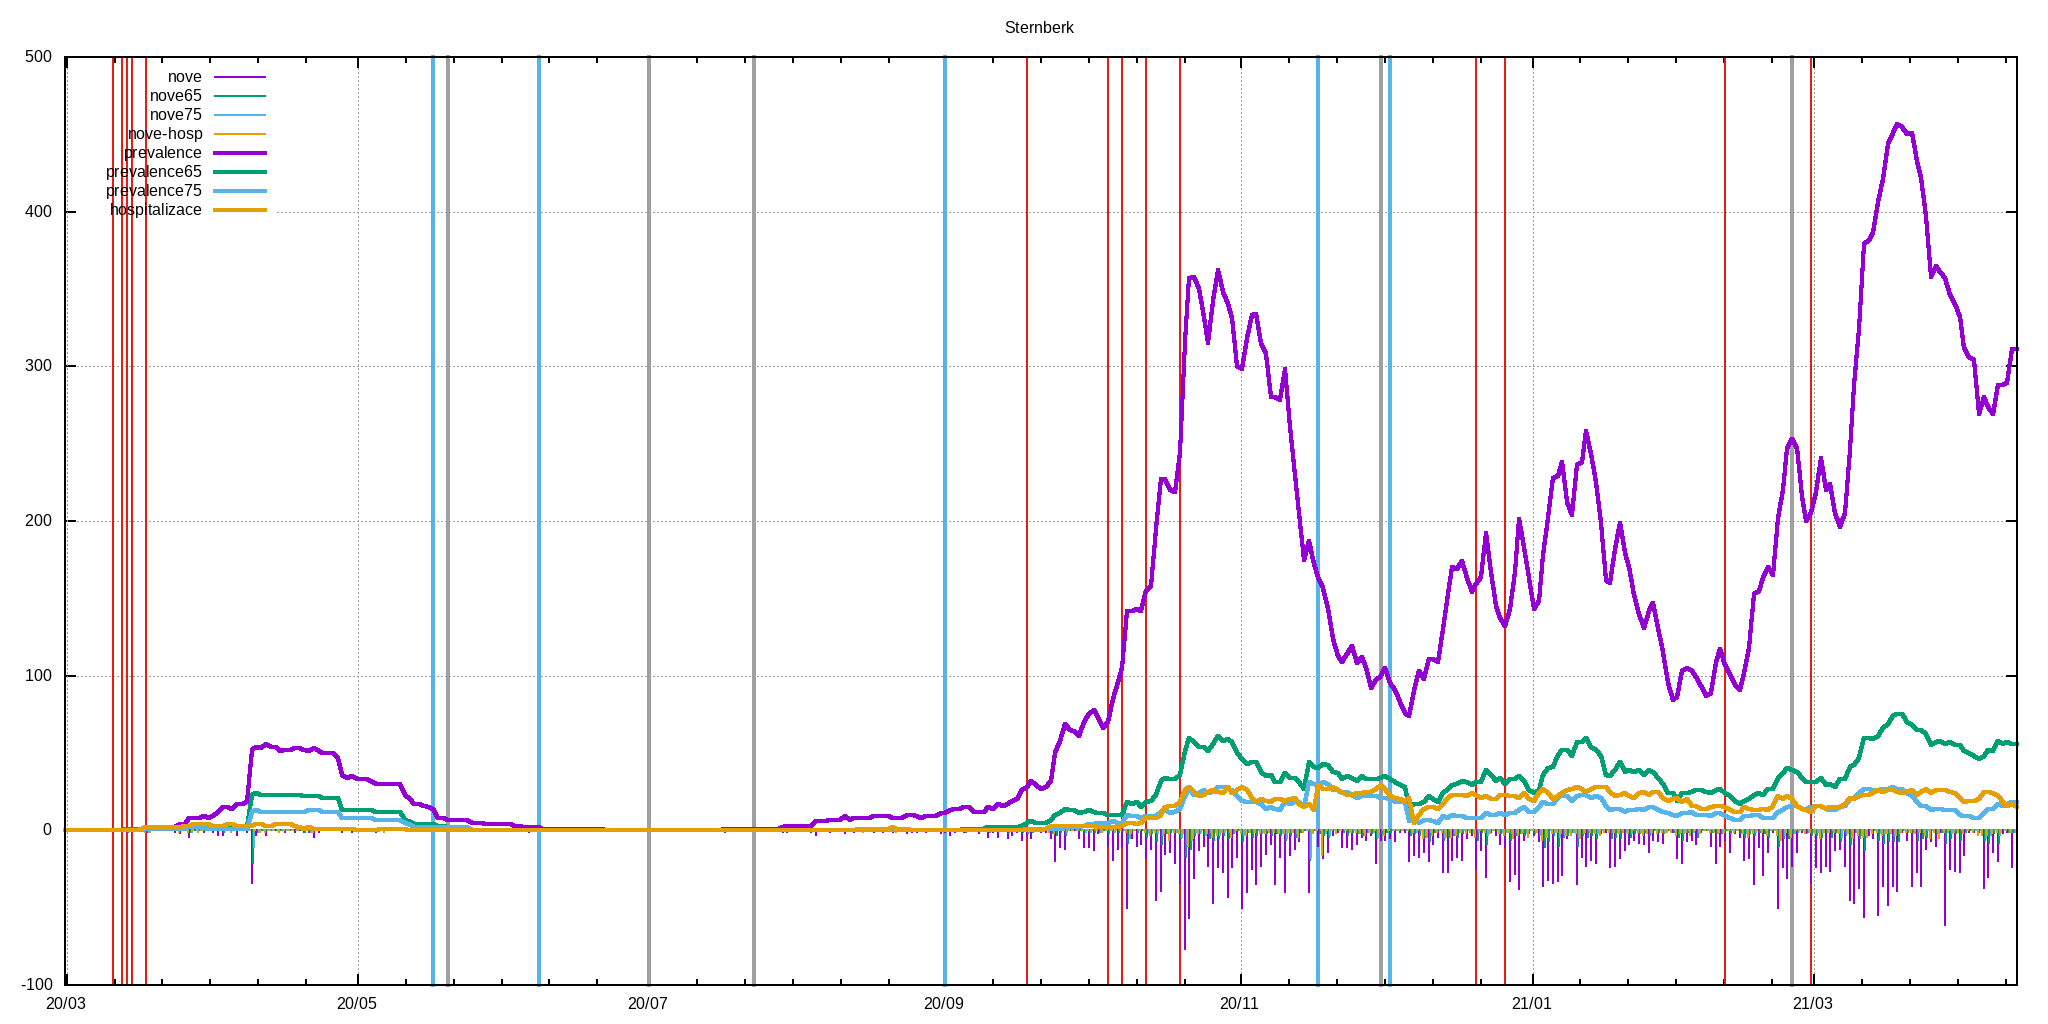 Sternberk
500
nove
nove65
nove75
nove-hosp
prevalence
prevalence65
prevalence75
hospitalizace
400
300
200
100
0
-100
20/03 20/05 20/07 20/09 20/11 21/01 21/03